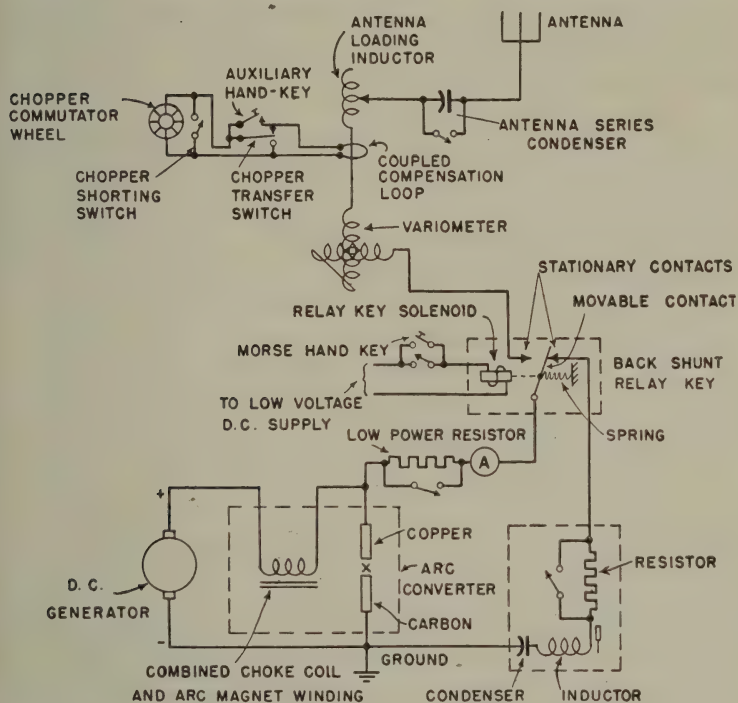 ANTENNA
LOADING
INDUCTOR
ANTENNA
AUXILIARY
HAND-KEY
CHOPPER
COMMUTATOR
WHEEL
ANTENNA SERIES
CONDENSER
CHOPPER
SHORTING
SWITCH
CHOPPER
TRANSFER
SWITCH
COUPLED
COMPENSATION
LOOP
VARIOMETER
STATIONARY CONTACTS
MOVABLE CONTACT
RELAY KEY SOLENOID
MORSE HAND KEY
BACK SHUNT
RELAY KEY
TO LOW VOLTAGE
D.C. SUPPLY
SPRING
LOW POWER RESISTOR
A
+
COPPER
ARC
CONVERTER
CARBON
D. C.
GENERATOR
-
RESISTOR
GROUND
COMBINED CHOKE COIL
AND ARC MAGNET WINDING
CONDENSER
INDUCTOR